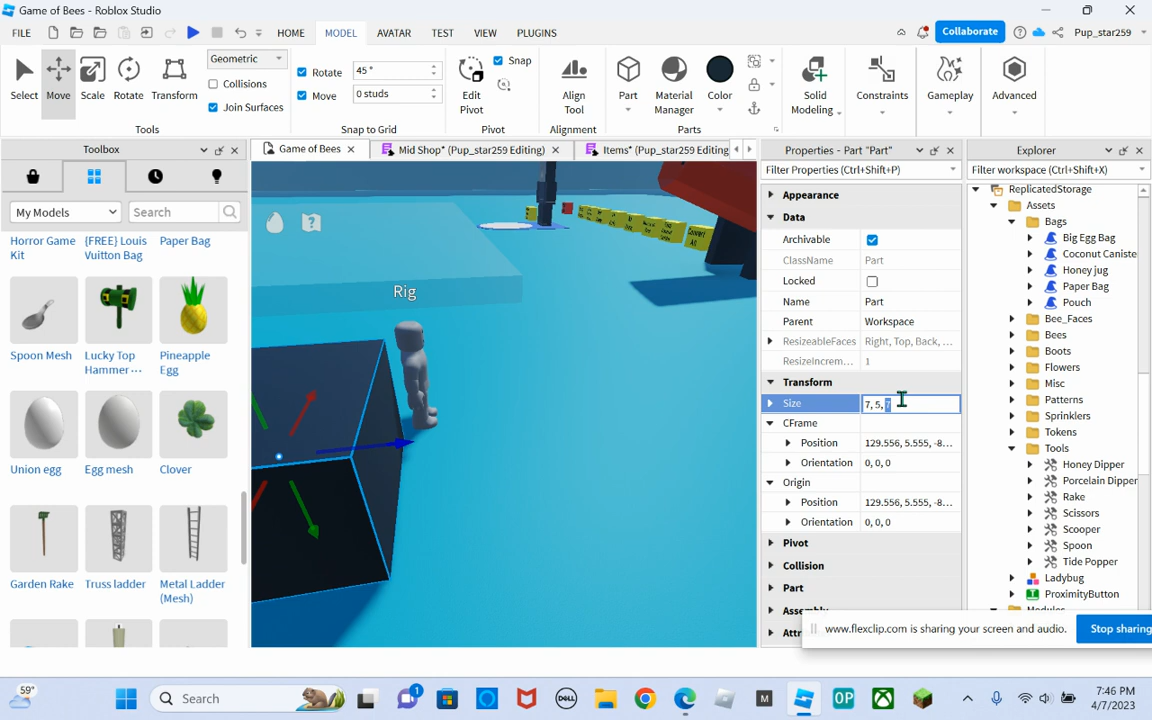 Game of Bees - Roblox Studio
FILE
HOME
MODEL
AVATAR
TEST
VIEW
PLUGINS
Collaborate
Pup_star259
Select
Move
Scale
Rotate
Transform
Geometric
Collisions
Join Surfaces
Tools
Rotate
45 °
Move
0 studs
Snap to Grid
Edit
Pivot
Snap
Pivot
Align
Tool
Alignment
Part
Material
Manager
Color
Parts
Solid
Modeling
Constraints
Gameplay
Advanced
Toolbox
My Models
Search
Horror Game
Kit
{FREE} Louis
Vuitton Bag
Paper Bag
Spoon Mesh
Lucky Top
Hammer ···
Pineapple
Egg
Union egg
Egg mesh
Clover
Garden Rake
Truss ladder
Metal Ladder
(Mesh)
Game of Bees
Mid Shop* (Pup_star259 Editing)
Items* (Pup_star259 Editing
Rig
Properties - Part "Part"
Filter Properties (Ctrl+Shift+P)
Appearance
Data
Archivable
ClassName
Part
Locked
Name
Part
Parent
Workspace
ResizeableFaces
Right, Top, Back, ...
ResizeIncrem...
1
Transform
Size
7, 5, 7
CFrame
Position
129.556, 5.555, -8...
Orientation
0, 0, 0
Origin
Position
129.556, 5.555, -8...
Orientation
0, 0, 0
Pivot
Collision
Part
Explorer
Filter workspace (Ctrl+Shift+X)
ReplicatedStorage
Assets
Bags
Big Egg Bag
Coconut Caniste
Honey jug
Paper Bag
Pouch
Bee_Faces
Bees
Boots
Flowers
Misc
Patterns
Sprinkers
Tokens
Tools
Honey Dipper
Porcelain Dipper
Rake
Scissors
Scooper
Spoon
Tide Popper
Ladybug
ProximityButton
www.flexclip.com is sharing your screen and audio.
Stop sharing
59°
Search
1
DELL
M
OP
7:46 PM
4/7/2023